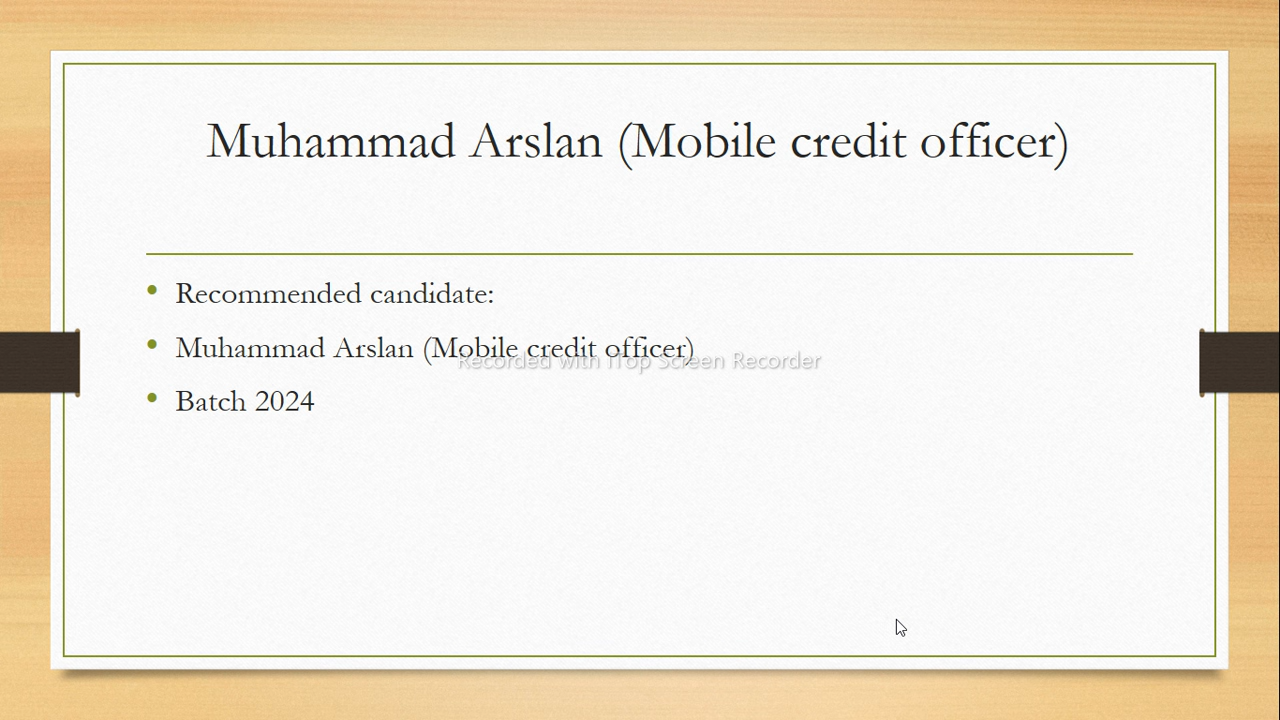 Muhammad Arslan (Mobile credit officer)
• Recommended candidate:
• Muhammad Arslan (Mobile credit officer)
Recorded with iTop Screen Recorder
• Batch 2024